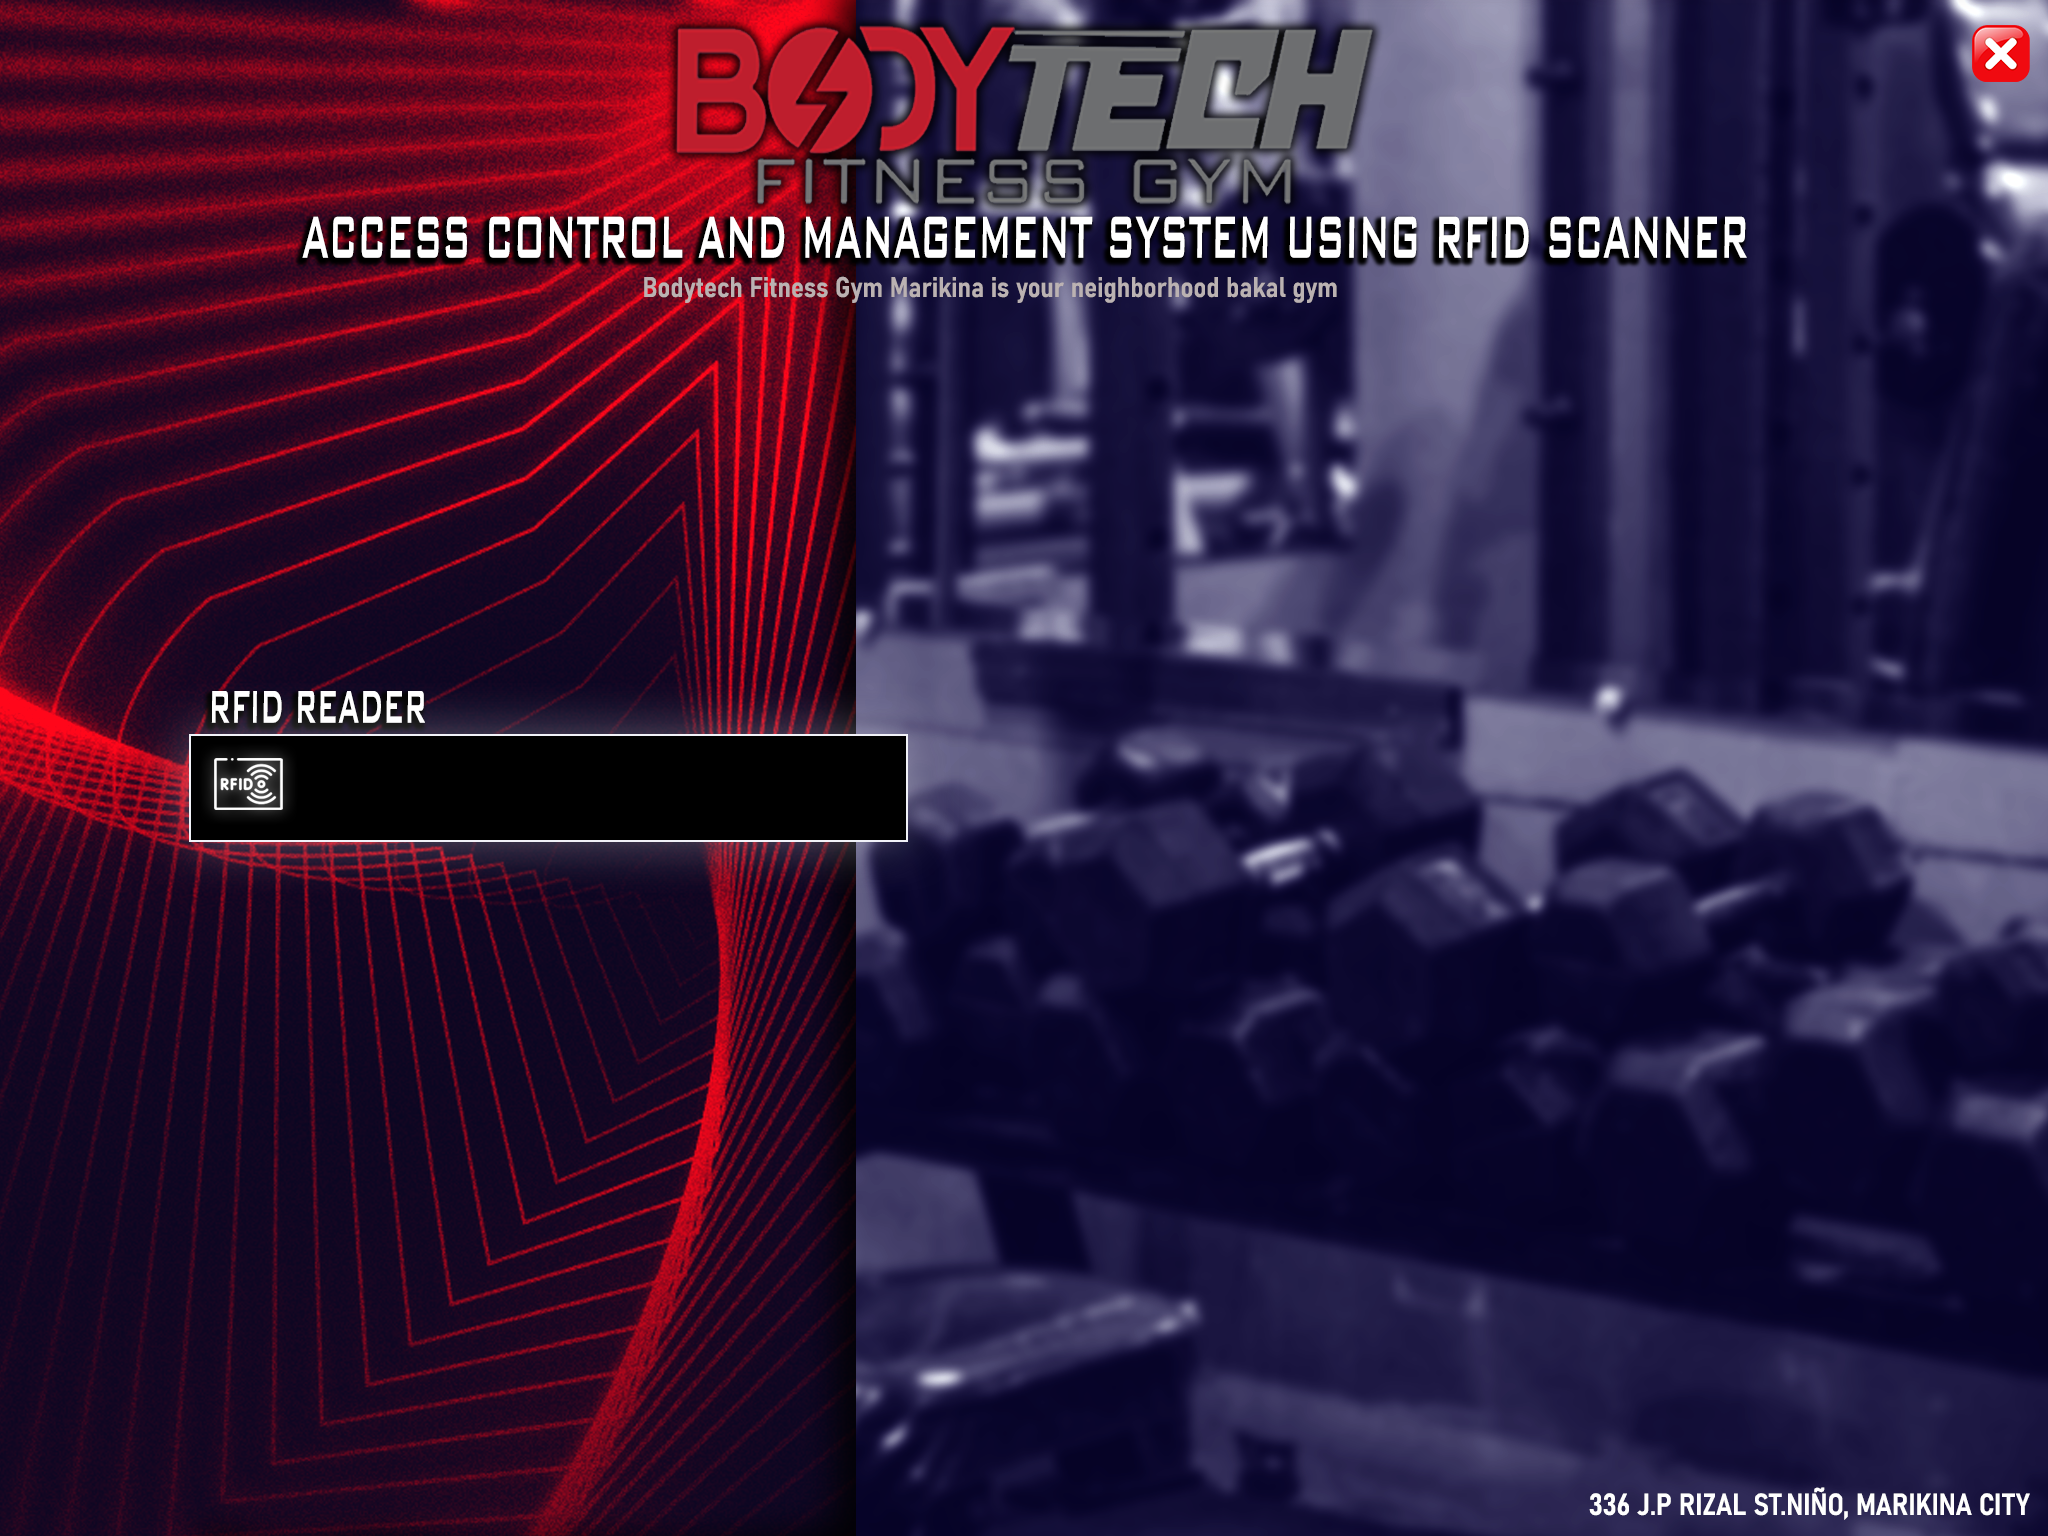 BODYTECH
FITNESS GYM
ACCESS CONTROL AND MANAGEMENT SYSTEM USING RFID SCANNER
Bodytech Fitness Gym Marikina is your neighborhood bakal gym
RFID READER
RFID
336 J.P RIZAL ST.NIÑO, MARIKINA CITY